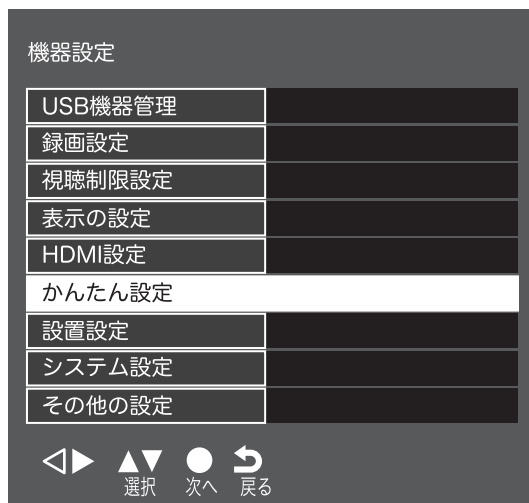 機器設定
USB機器管理
録画設定
視聴制限設定
表示の設定
HDMI設定
かんたん設定
設置設定
システム設定
その他の設定
選択 次へ 戻る